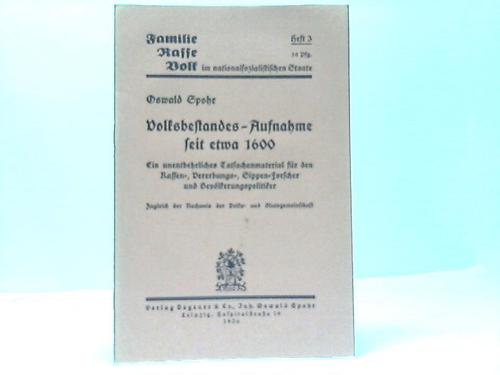 Familie
Rasse
Volk im nationalsozialistischen Staate
Heft 3
Pfg.
Oswald Spohr
Volksbestandes-Aufnahme
seit etwa 1600
Ein unentbehrliches Tatsachenmaterial für den
Rassen-, Vererbungs-, Sippen-Forscher
und Bevölkerungspolitiker
Zugleich der Nachweis der Volks- und Blutsgemeinschaft
Verlag Degener & Co., Inh. Oswald Spohr
Leipzig, Hospitalstraße